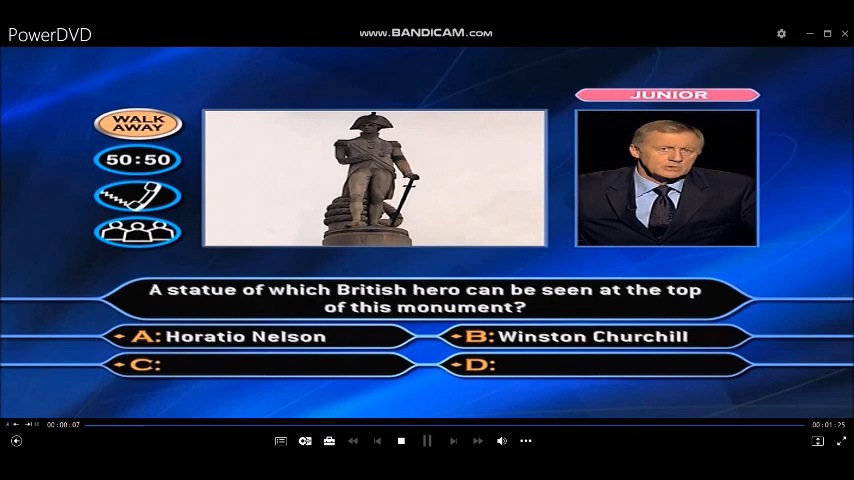 PowerDVD
www.BANDICAM.com
JUNIOR
WALK
AWAY
50:50
A statue of which British hero can be seen at the top
of this monument?
A: Horatio Nelson
B: Winston Churchill
C:
D:
00:00:07
00:01:25